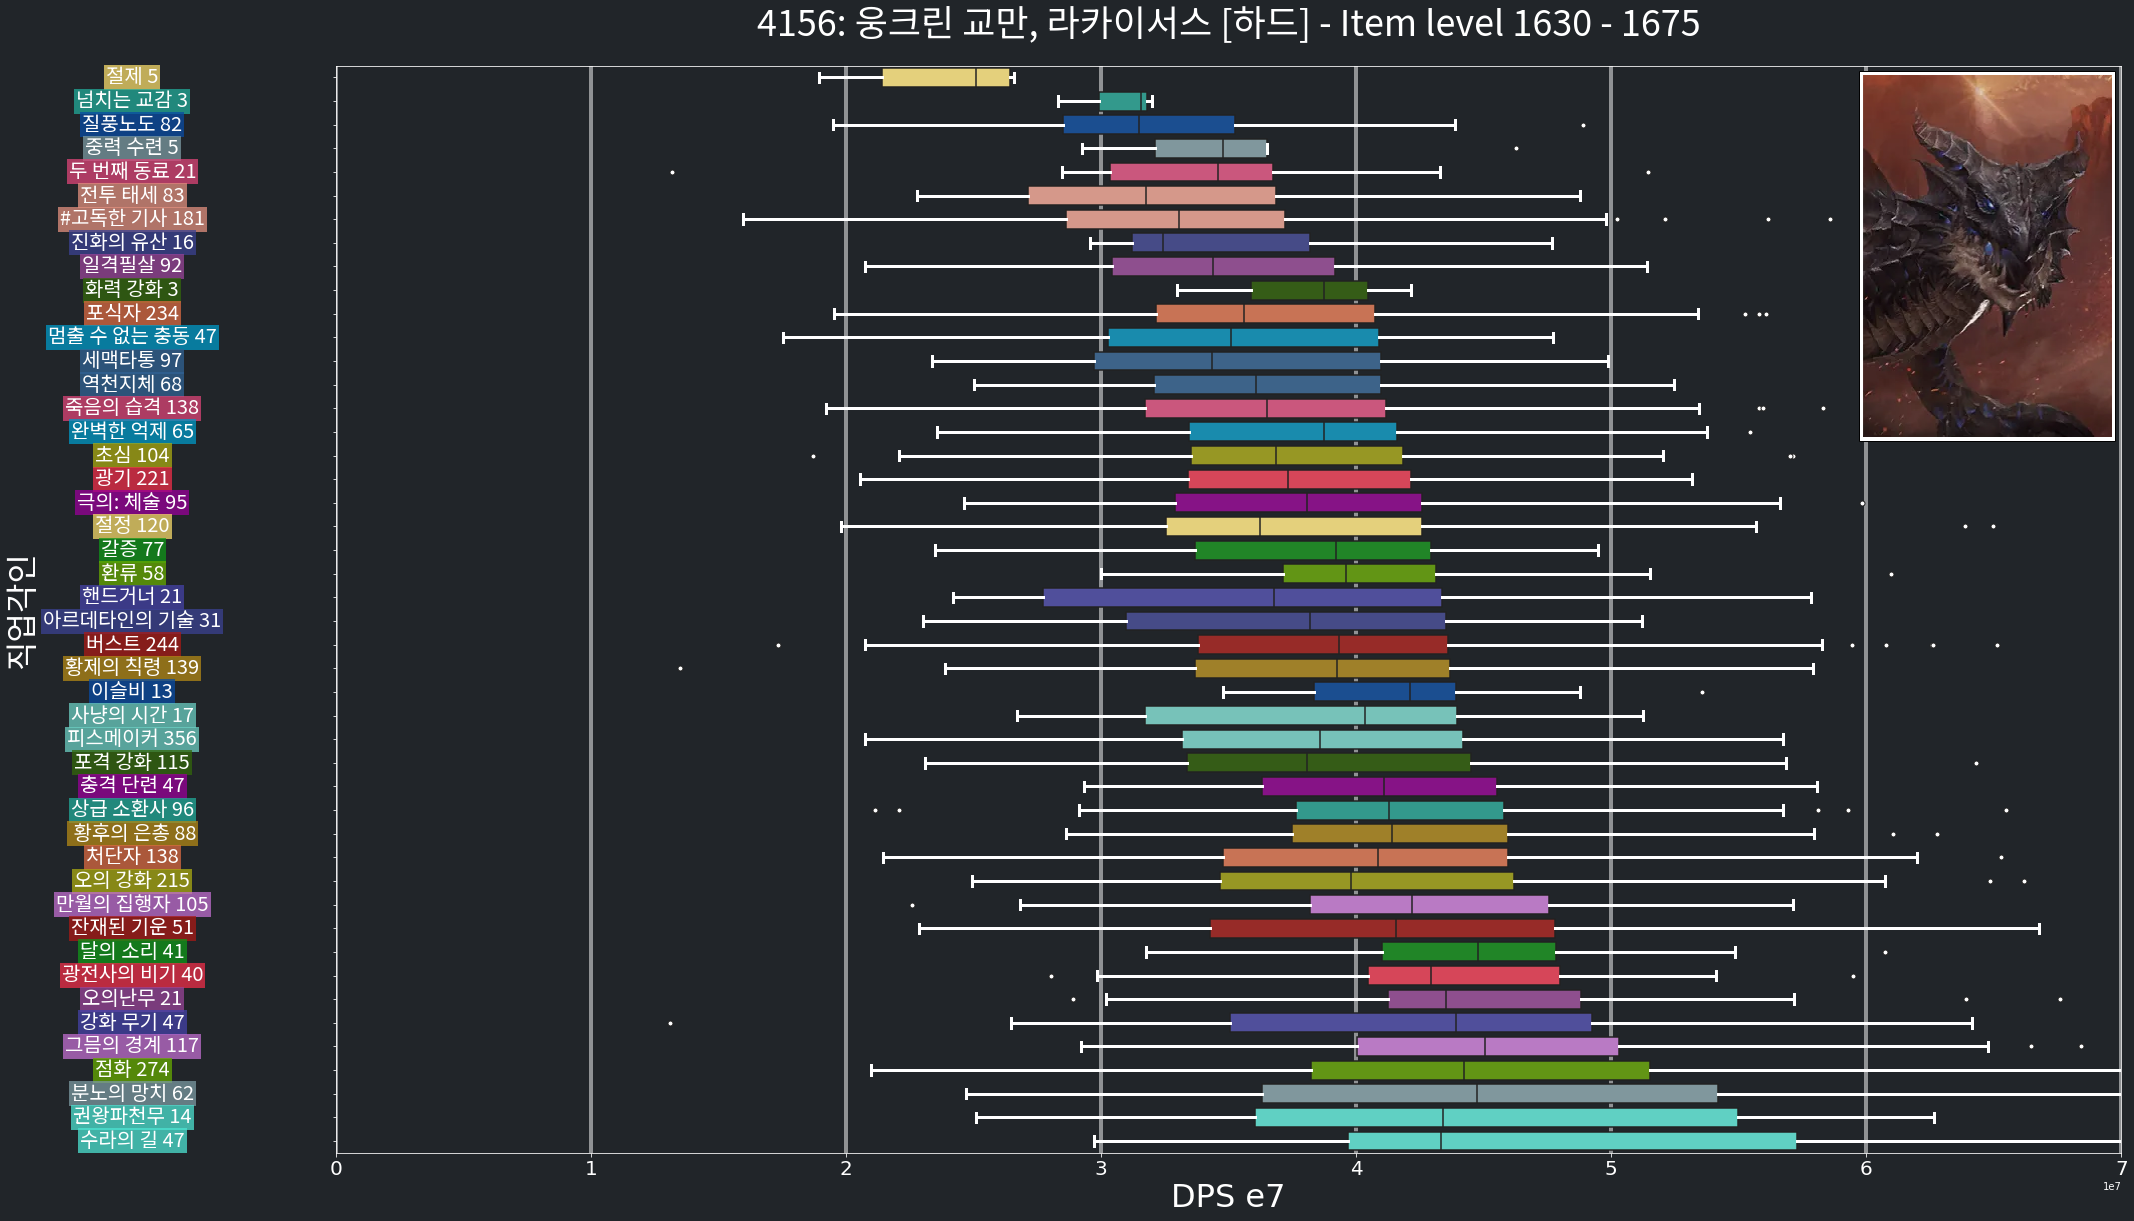 4156: 웅크린 교만, 라카이서스 [하드] - Item level 1630 - 1675
절제 5
넘치는 교감 3
질풍노도 82
중력 수련 5
두 번째 동료 21
전투 태세 83
#고독한 기사 181
진화의 유산 16
일격필살 92
화력 강화 3
포식자 234
멈출 수 없는 충동 47
세맥타통 97
역천지체 68
죽음의 습격 138
완벽한 억제 65
초심 104
광기 221
극의: 체술 95
절정 120
갈증 77
환류 58
핸드거너 21
아르데타인의 기술 31
버스트 244
황제의 칙령 139
이슬비 13
사냥의 시간 17
피스메이커 356
포격 강화 115
충격 단련 47
상급 소환사 96
황후의 은총 88
처단자 138
오의 강화 215
만월의 집행자 105
잔재된 기운 51
달의 소리 41
광전사의 비기 40
오의난무 21
강화 무기 47
그믐의 경계 117
점화 274
분노의 망치 62
권왕파천무 14
수라의 길 47
직업각인
0 1 2 3 4 5 6 7
DPS e7
1e7